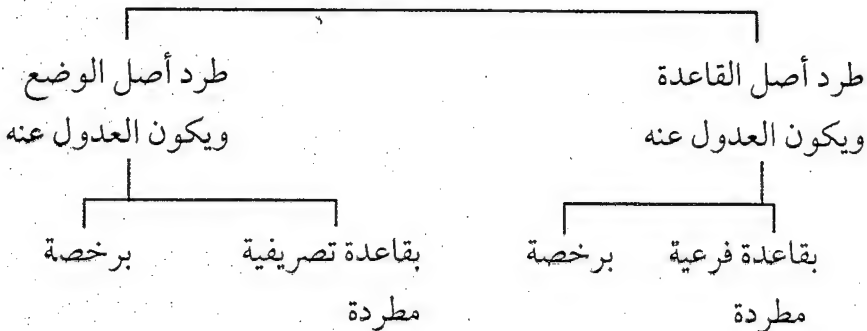 طرد أصل القاعدة
ويكون العدول عنه
بقاعدة فرعية
مطردة
برخصة
طرد أصل الوضع
ويكون العدول عنه
بقاعدة تصريفية
مطردة
برخصة